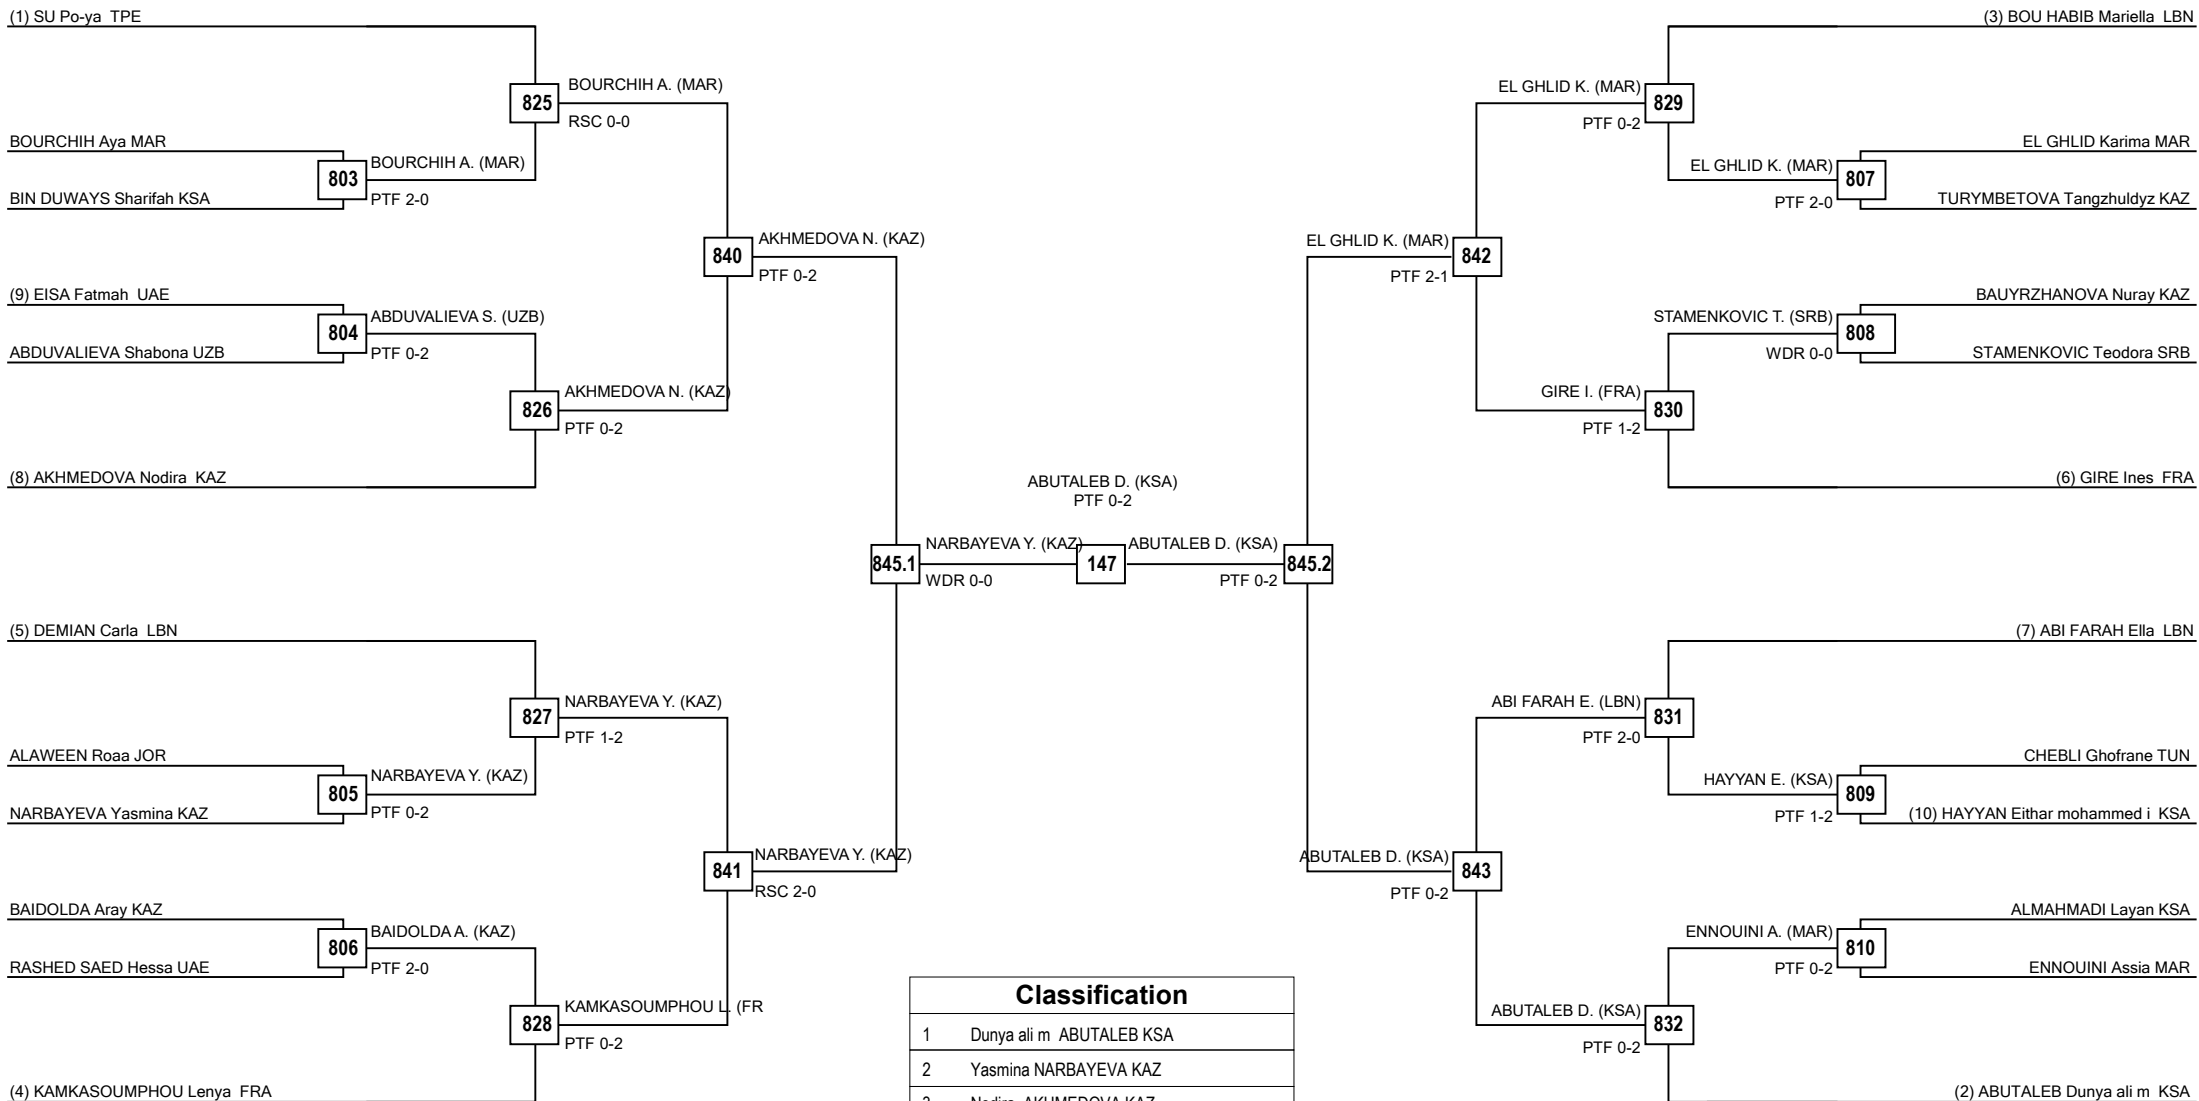 (1) SU Po-ya TPE
(3) BOU HABIB Mariella LBN
825
BOURCHIH A. (MAR)
RSC 0-0
EL GHLID K. (MAR)
829
PTF 0-2
BOURCHIH Aya MAR
803
BOURCHIH A. (MAR)
PTF 2-0
BIN DUWAYS Sharifah KSA
EL GHLID Karima MAR
EL GHLID K. (MAR)
807
PTF 2-0
TURYMBETOVA Tangzhuldyz KAZ
840
AKHMEDOVA N. (KAZ)
PTF 0-2
EL GHLID K. (MAR)
842
PTF 2-1
(9) EISA Fatmah UAE
804
ABDUVALIEVA S. (UZB)
PTF 0-2
ABDUVALIEVA Shabona UZB
BAUYRZHANOVA Nuray KAZ
STAMENKOVIC T. (SRB)
808
WDR 0-0
STAMENKOVIC Teodora SRB
826
AKHMEDOVA N. (KAZ)
PTF 0-2
GIRE I. (FRA)
830
PTF 1-2
(8) AKHMEDOVA Nodira KAZ
(6) GIRE Ines FRA
ABUTALEB D. (KSA)
PTF 0-2
845.1
NARBAYEVA Y. (KAZ)
WDR 0-0
147
ABUTALEB D. (KSA)
PTF 0-2
845.2
(5) DEMIAN Carla LBN
(7) ABI FARAH Ella LBN
827
NARBAYEVA Y. (KAZ)
PTF 1-2
ABI FARAH E. (LBN)
831
PTF 2-0
ALAWEEN Roaa JOR
805
NARBAYEVA Y. (KAZ)
PTF 0-2
NARBAYEVA Yasmina KAZ
CHEBLI Ghofrane TUN
HAYYAN E. (KSA)
809
PTF 1-2
(10) HAYYAN Eithar mohammed i KSA
841
NARBAYEVA Y. (KAZ)
RSC 2-0
ABUTALEB D. (KSA)
843
PTF 0-2
BAIDOLDA Aray KAZ
806
BAIDOLDA A. (KAZ)
PTF 2-0
RASHED SAED Hessa UAE
ALMAHMADI Layan KSA
ENNOUINI A. (MAR)
810
PTF 0-2
ENNOUINI Assia MAR
828
KAMKASOUMPHOU L. (FR
PTF 0-2
ABUTALEB D. (KSA)
832
PTF 0-2
(4) KAMKASOUMPHOU Lenya FRA
(2) ABUTALEB Dunya ali m KSA
Classification
1 Dunya ali m ABUTALEB KSA
2 Yasmina NARBAYEVA KAZ
3 Nodira AKHMEDOVA KAZ